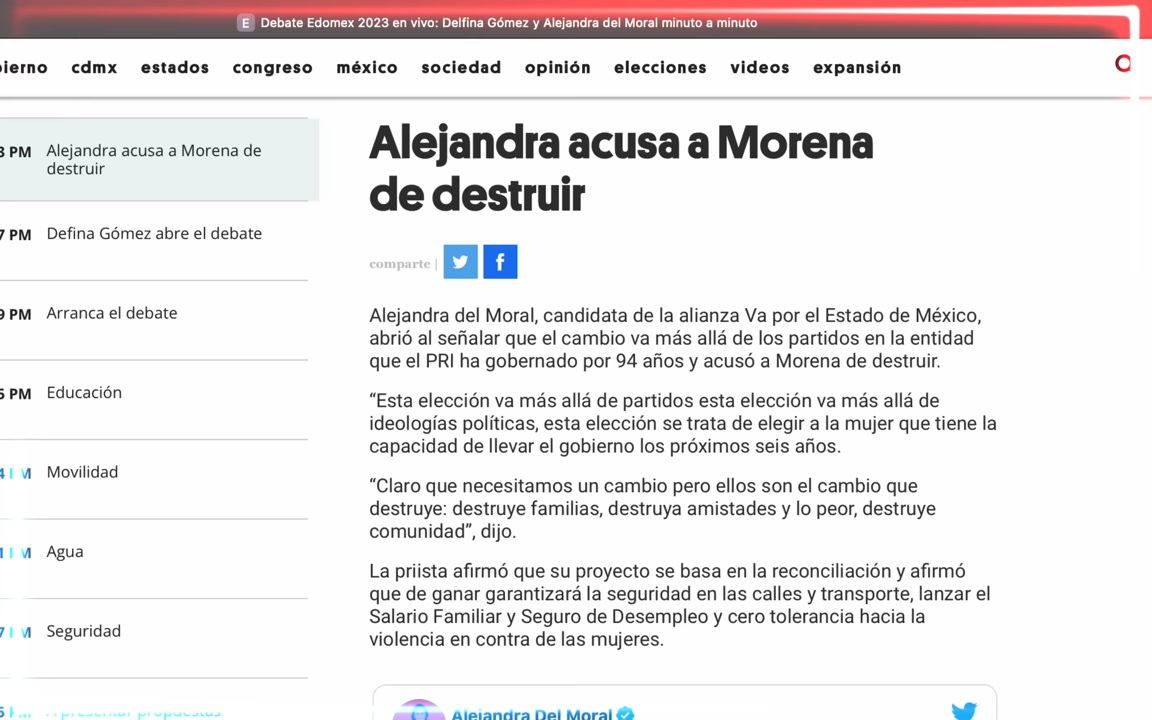 E Debate Edomex 2023 en vivo: Delfina Gómez y Alejandra del Moral minuto a minuto
cdmx estados congreso méxico sociedad opinión elecciones videos expansión
PM Alejandra acusa a Morena de
destruir
PM Defina Gómez abre el debate
PM Arranca el debate
PM Educación
Movilidad
Agua
Seguridad
A presentar propuestas
Alejandra acusa a Morena
de destruir
comparte |
Alejandra del Moral, candidata de la alianza Va por el Estado de México,
abrió al señalar que el cambio va más allá de los partidos en la entidad
que el PRI ha gobernado por 94 años y acusó a Morena de destruir.
“Esta elección va más allá de partidos esta elección va más allá de
ideologías políticas, esta elección se trata de elegir a la mujer que tiene la
capacidad de llevar el gobierno los próximos seis años.
“Claro que necesitamos un cambio pero ellos son el cambio que
destruye: destruye familias, destruya amistades y lo peor, destruye
comunidad”, dijo.
La priista afirmó que su proyecto se basa en la reconciliación y afirmó
que de ganar garantizará la seguridad en las calles y transporte, lanzar el
Salario Familiar y Seguro de Desempleo y cero tolerancia hacia la
violencia en contra de las mujeres.
Alejandra Del Moral